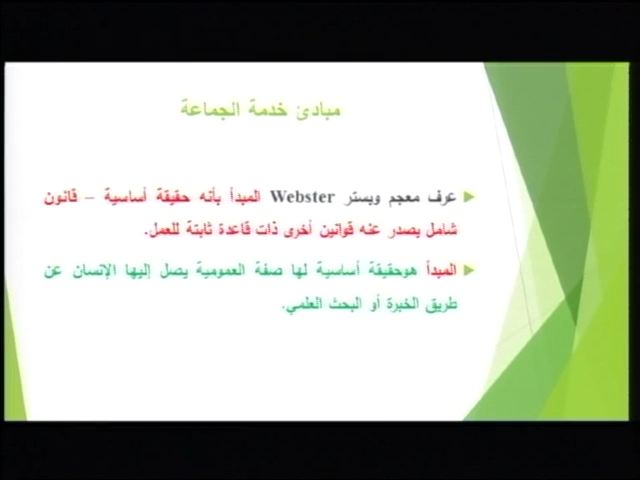 مبادئ خدمة الجماعة
عرف معجم ويستر Webster المبدأ بأنه حقيقة أساسية – قانون
شامل يصدر عنه قوانين أخرى ذات قاعدة ثابتة للعمل.
المبدأ هوحقيقة أساسية لها صفة العمومية يصل إليها الإنسان عن
طريق الخبرة أو البحث العلمي.